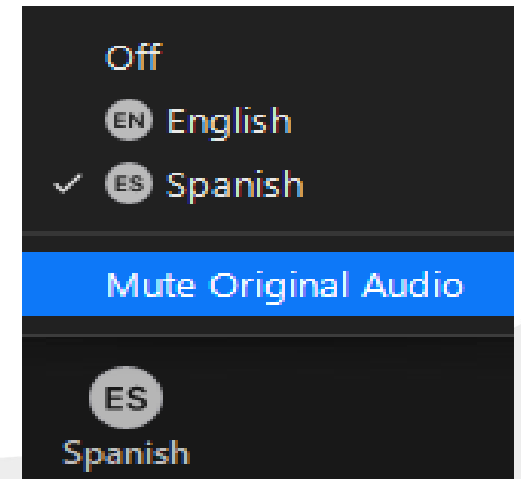 Off
EN English
ES Spanish
Mute Original Audio
ES
Spanish